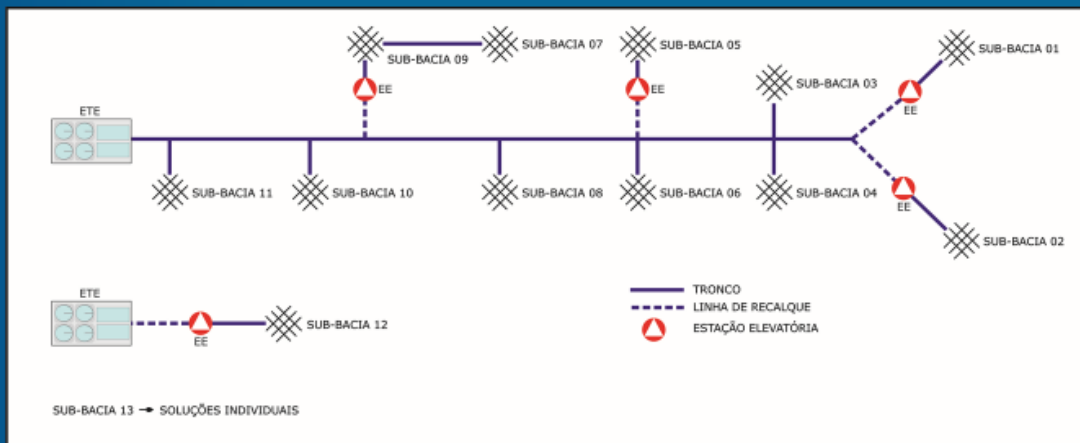 SUB-BACIA 07
SUB-BACIA 05
SUB-BACIA 01
SUB-BACIA 09
SUB-BACIA 03
EE
EE
EE
ETE
SUB-BACIA 11
SUB-BACIA 10
SUB-BACIA 08
SUB-BACIA 06
SUB-BACIA 04
EE
SUB-BACIA 02
ETE
TRONCO
LINHA DE RECALQUE
SUB-BACIA 12
ESTAÇÃO ELEVATÓRIA
EE
SUB-BACIA 13 → SOLUÇÕES INDIVIDUAIS